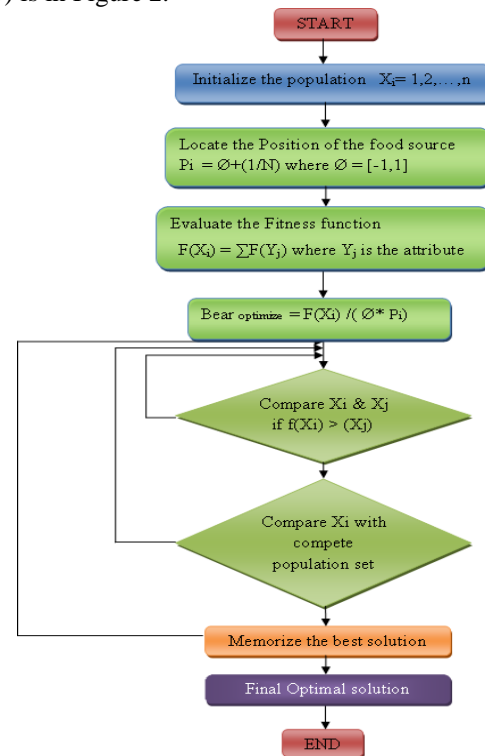 ) is in Figure 2.
START
Initialize the population Xi= 1,2,...,n
Locate the Position of the food source
Pi = Ø+(1/N) where Ø = [-1,1]
Evaluate the Fitness function
F(Xi) = ∑F(Yj) where Yj is the attribute
Bear optimize = F(Xi) /( Ø* Pi)
Compare Xi & Xj
if f(Xi) > (Xj)
Compare Xi with
compete
population set
Memorize the best solution
Final Optimal solution
END